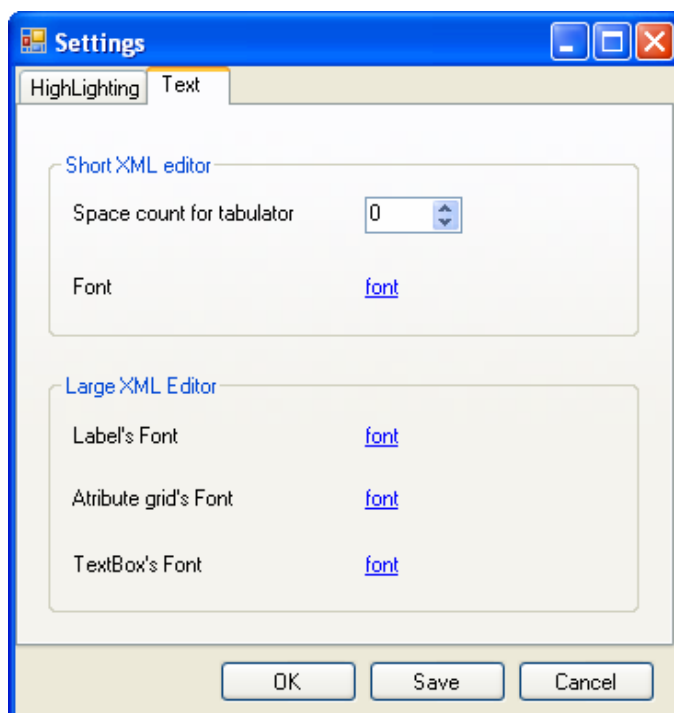 Settings
HighLighting Text
Short XML editor
Space count for tabulator 0
Font font
Large XML Editor
Label's Font font
Atribute grid's Font font
TextBox's Font font
OK Save Cancel